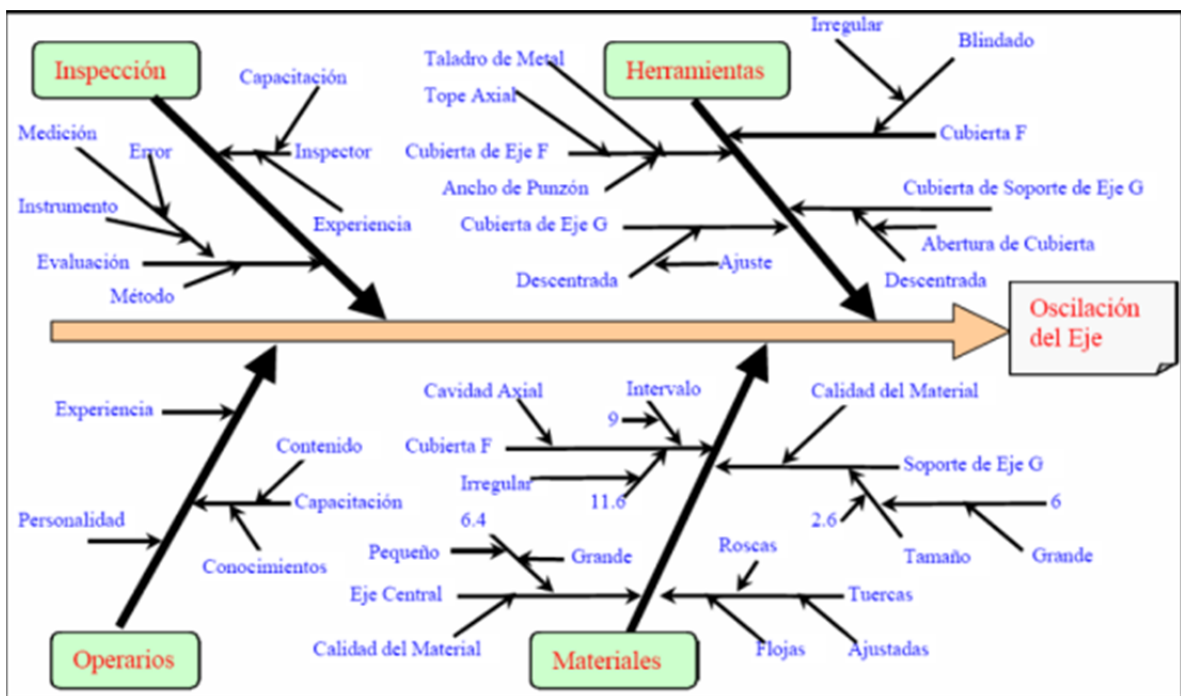 Inspección
Capacitación
Medición
Error
Inspector
Instrumento
Experiencia
Evaluación
Método
Herramientas
Irregular
Blindado
Taladro de Metal
Tope Axial
Cubierta F
Cubierta de Eje F
Ancho de Punzón
Cubierta de Soporte de Eje G
Cubierta de Eje G
Abertura de Cubierta
Ajuste
Descentrada
Descentrada
Oscilación
del Eje
Experiencia
Contenido
Capacitación
Personalidad
Conocimientos
Operarios
Cavidad Axial
Intervalo
9
Calidad del Material
Cubierta F
Soporte de Eje G
Irregular
11.6
6
2.6
6.4
Pequeño
Grande
Roscas
Tamaño
Grande
Eje Central
Tuercas
Calidad del Material
Flojas
Ajustadas
Materiales